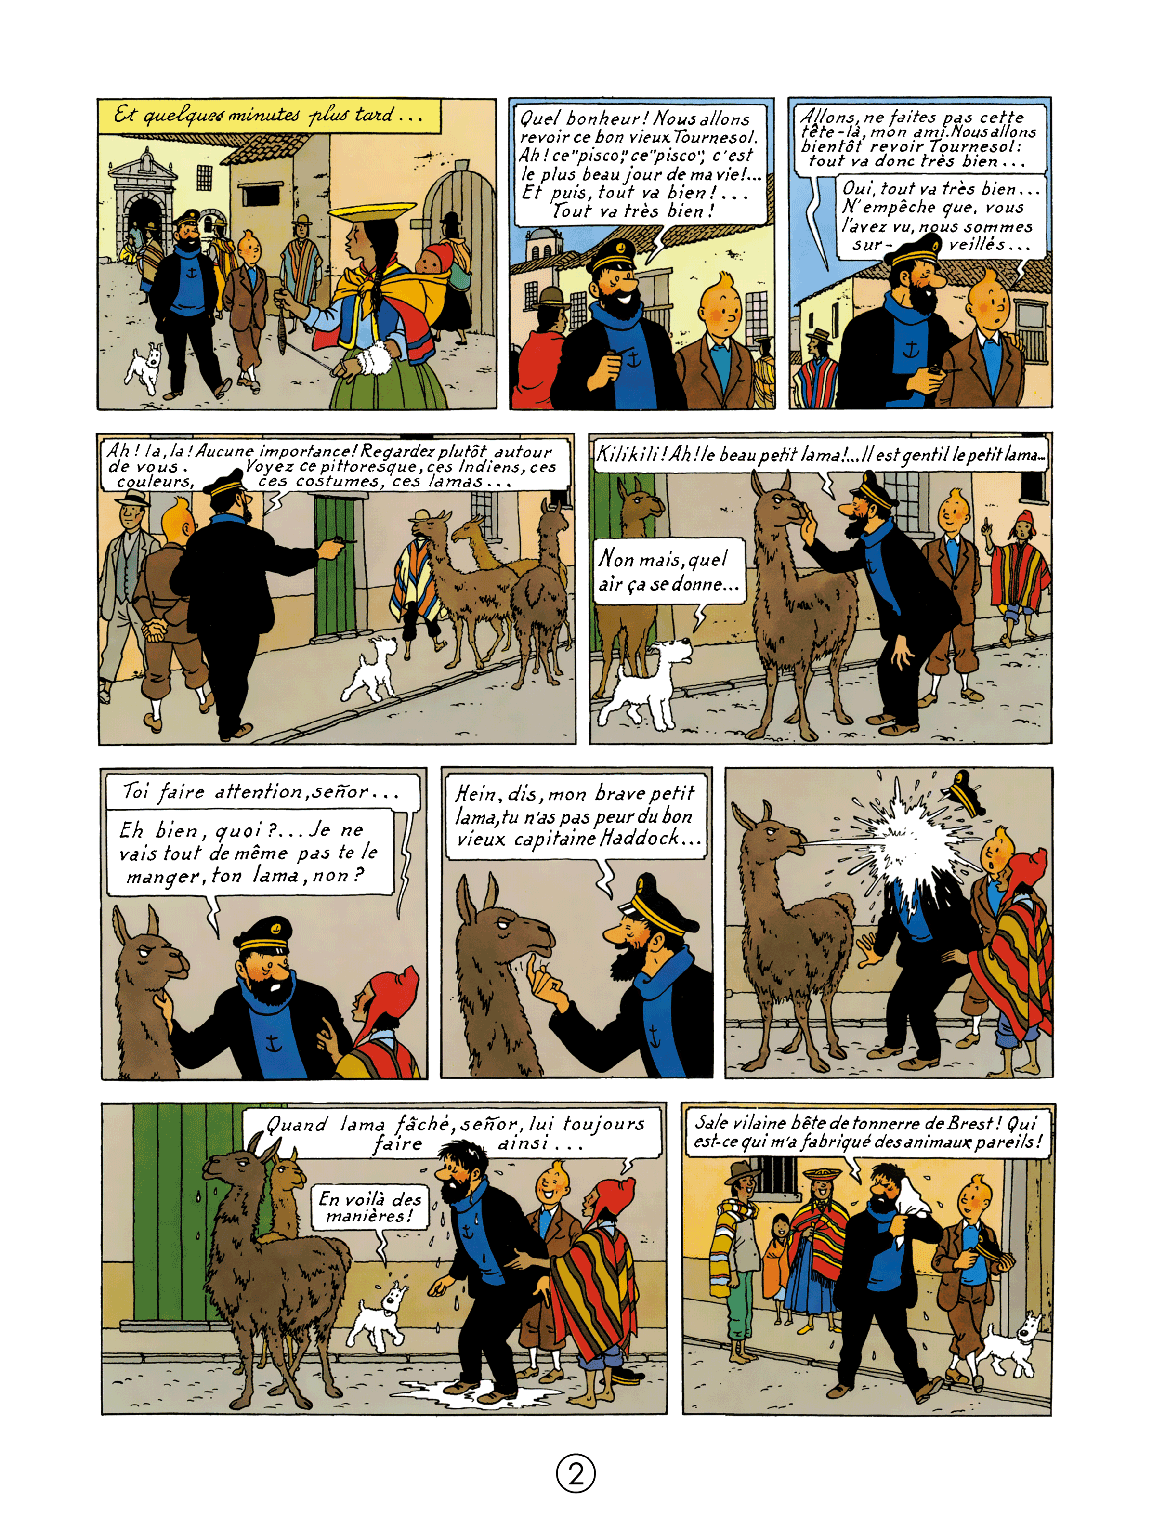 Et quelques minutes plus tard...
Quel bonheur! Nous allons
revoir ce bon vieux Tournesol.
Ah! ce "pisco", ce "pisco", c'est
le plus beau jour de ma vie!...
Et puis, tout va bien!...
Tout va très bien!
Allons, ne faites pas cette
tête-là, mon ami. Nous allons
bientôt revoir Tournesol:
tout va donc très bien...
Oui, tout va très bien...
N'empêche que, vous
l'avez vu, nous sommes
sur- veillés...
Ah! la, la! Aucune importance! Regardez plutôt autour
de vous. Voyez ce pittoresque, ces Indiens, ces
couleurs, ces costumes, ces lamas...
Kilikili! Ah! le beau petit lama!... Il est gentil le petit lama...
Non mais, quel
air ça se donne...
Toi faire attention, señor...
Eh bien, quoi?... Je ne
vais tout de même pas te le
manger, ton lama, non?
Hein, dis, mon brave petit
lama, tu n'as pas peur du bon
vieux capitaine Haddock...
Quand lama fâché, señor, lui toujours
faire ainsi...
En voilà des
manières!
Sale vilaine bête de tonnerre de Brest! Qui
est-ce qui m'a fabriqué des animaux pareils!
2